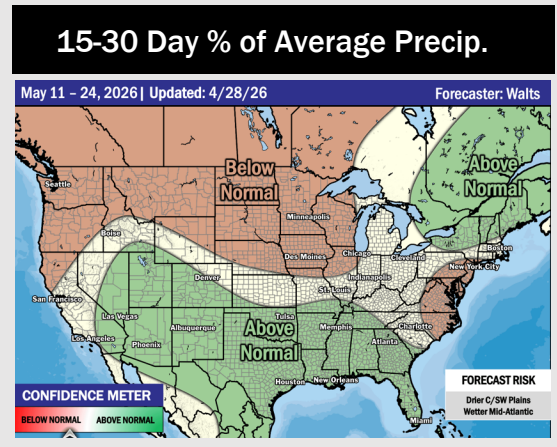 15-30 Day % of Average Precip.
May 11 – 24, 2026| Updated: 4/28/26
Forecaster: Walts
Below
Normal
Above
Normal
Seattle
Minneapolis
Boise
Des Moines
Chicago
Cleveland
Boston
New York City
Denver
Indianapolis
St. Louis
San Francisco
Las Vegas
Tulsa
Above
Normal
Albuquerque
Memphis
Charlotte
Los Angeles
Phoenix
Atlanta
Houston
New Orleans
Miami
CONFIDENCE METER
BELOW NORMAL
ABOVE NORMAL
FORECAST RISK
Drier C/SW Plains
Wetter Mid-Atlantic